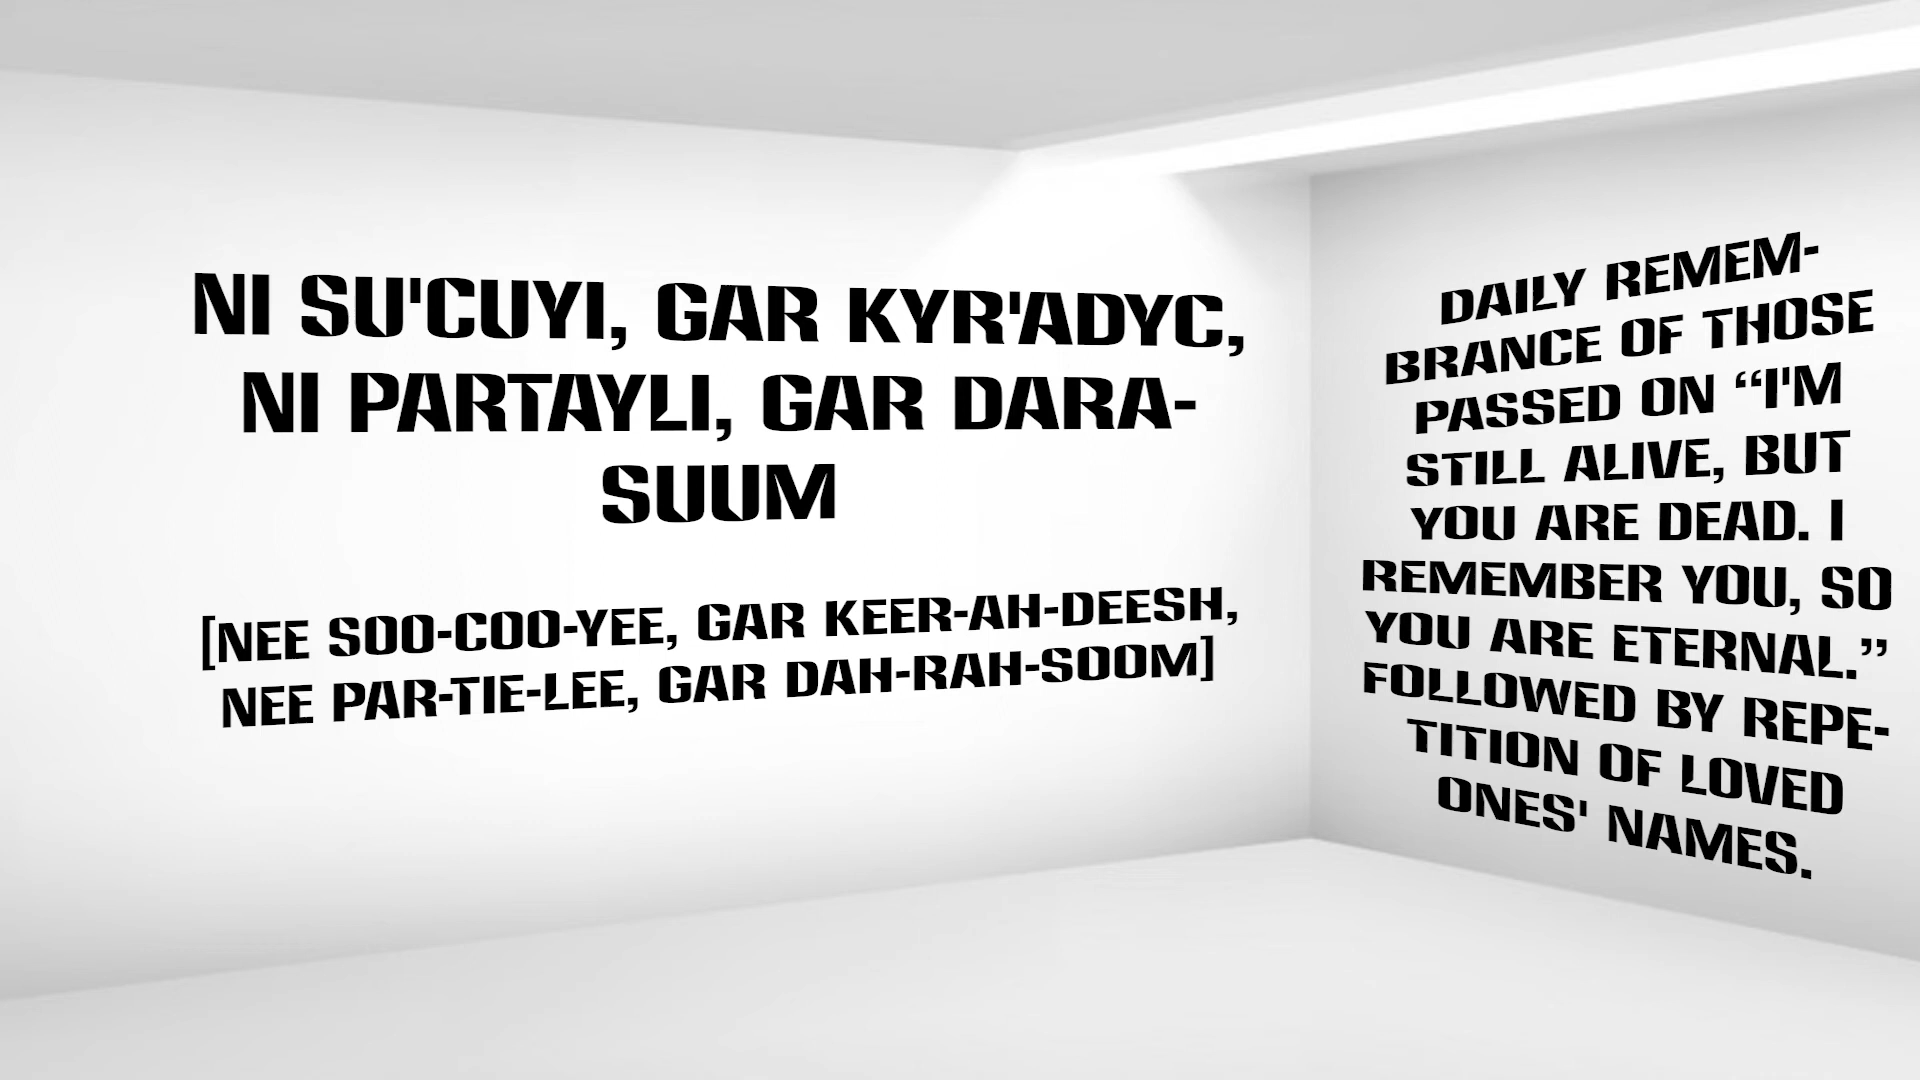 NI SU'CUYI, GAR KYR'ADYC,
NI PARTAYLI, GAR DARA-
SUUM
[NEE SOO-COO-YEE, GAR KEER-AH-DEESH,
NEE PAR-TIE-LEE, GAR DAH-RAH-SOOM]
DAILY REMEM-
BRANCE OF THOSE
PASSED ON “I'M
STILL ALIVE, BUT
YOU ARE DEAD. I
REMEMBER YOU, SO
YOU ARE ETERNAL.”
FOLLOWED BY REPE-
TITION OF LOVED
ONES' NAMES.